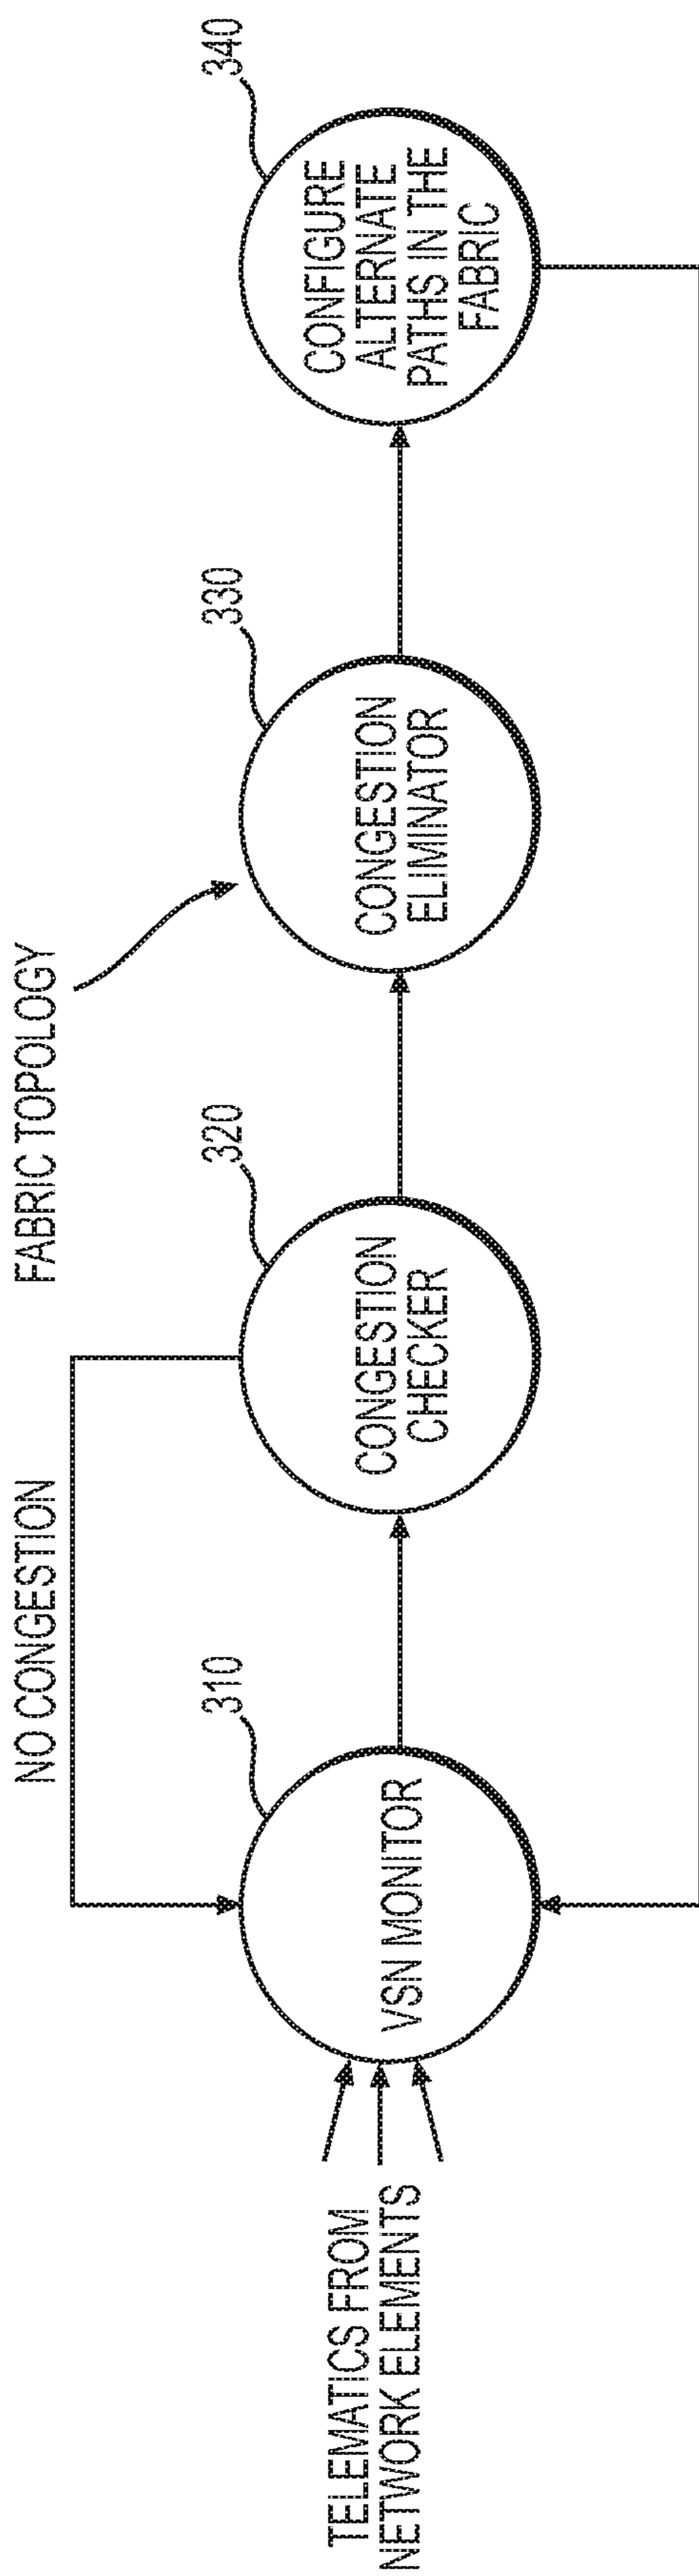 TELEMATICS FROM
NETWORK ELEMENTS
VSN MONITOR
310
NO CONGESTION
CONGESTION
CHECKER
320
FABRIC TOPOLOGY
CONGESTION
ELIMINATOR
330
CONFIGURE
ALTERNATE
PATHS IN THE
FABRIC
340